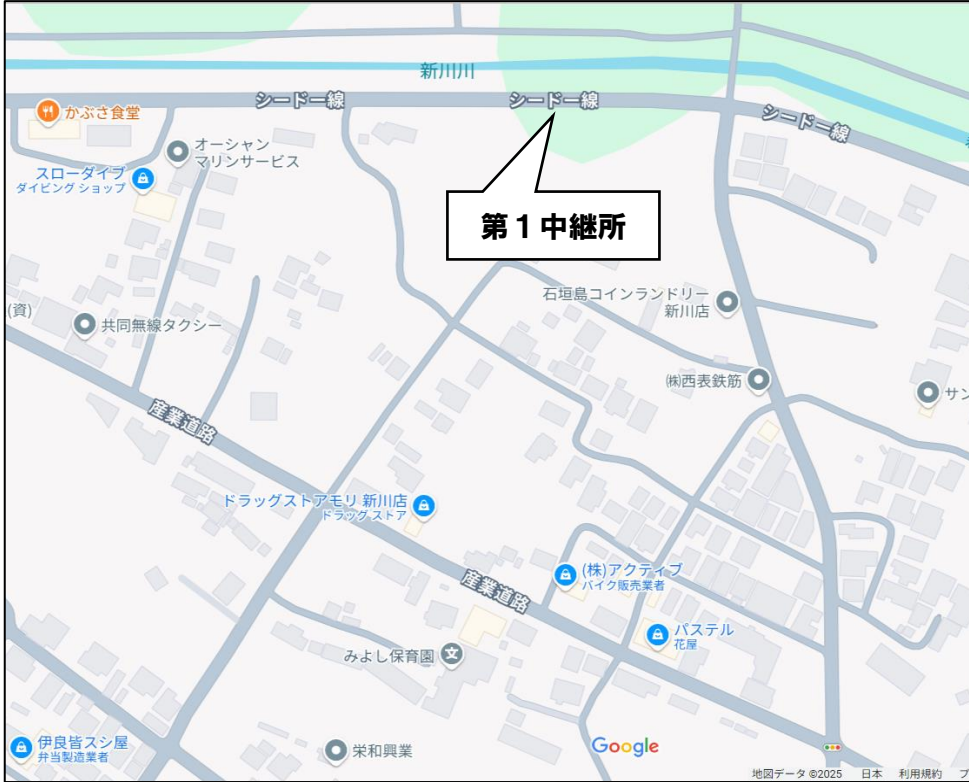 新川川
シードー線
シードー線
シードー線
かぶさ食堂
オーシャン
マリンサービス
スローダイブ
ダイビング ショップ
第1中継所
石垣島コインランドリー
新川店
(資)
共同無線タクシー
㈱西表鉄筋
サン
産業道路
ドラッグストアモリ 新川店
ドラッグストア
(株)アクティブ
バイク販売業者
産業道路
パステル
花屋
みよし保育園
文
伊良皆スシ屋
弁当製造業者
栄和興業
Google
地図データ ©2025 日本 利用規約